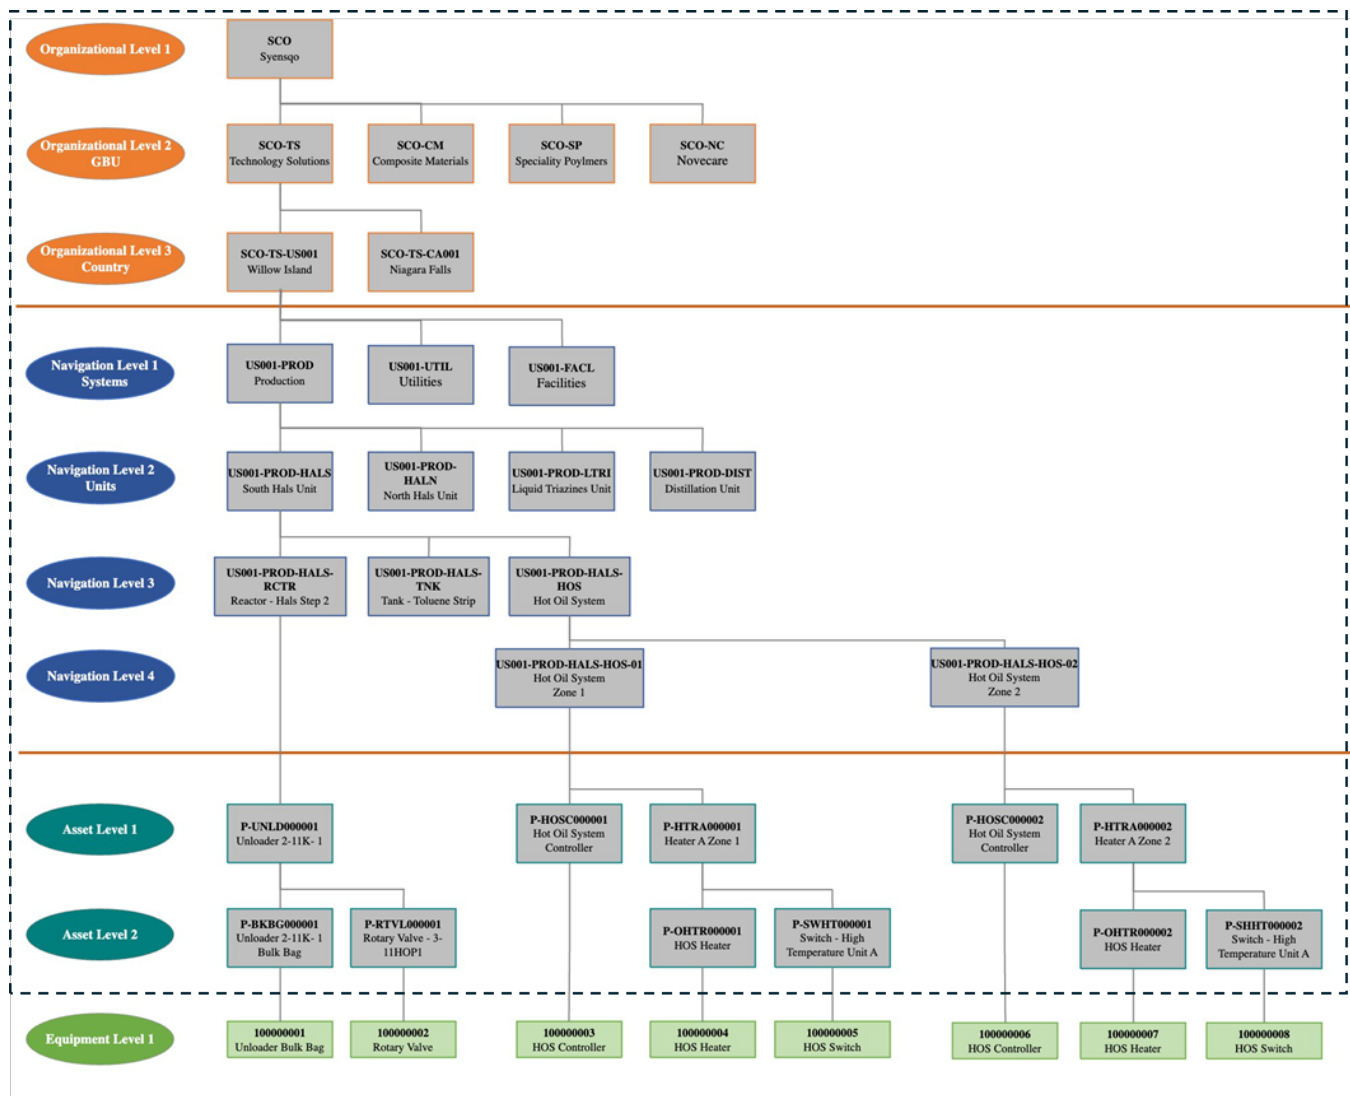 Organizational Level 1
SCO
Syensqo
Organizational Level 2
GBU
SCO-TS
Technology Solutions
SCO-CM
Composite Materials
SCO-SP
Speciality Poylmers
SCO-NC
Novecare
Organizational Level 3
Country
SCO-TS-US001
Willow Island
SCO-TS-CA001
Niagara Falls
Navigation Level 1
Systems
US001-PROD
Production
US001-UTIL
Utilities
US001-FACL
Facilities
Navigation Level 2
Units
US001-PROD-HALS
South Hals Unit
US001-PROD-
HALN
North Hals Unit
US001-PROD-LTRI
Liquid Triazines Unit
US001-PROD-DIST
Distillation Unit
Navigation Level 3
US001-PROD-HALS-
RCTR
Reactor - Hals Step 2
US001-PROD-HALS-
TNK
Tank - Toluene Strip
US001-PROD-HALS-
HOS
Hot Oil System
Navigation Level 4
US001-PROD-HALS-HOS-01
Hot Oil System
Zone 1
US001-PROD-HALS-HOS-02
Hot Oil System
Zone 2
Asset Level 1
P-UNLD000001
Unloader 2-11K- 1
P-HOSC000001
Hot Oil System
Controller
P-HTRA000001
Heater A Zone 1
P-HOSC000002
Hot Oil System
Controller
P-HTRA000002
Heater A Zone 2
Asset Level 2
P-BKBG000001
Unloader 2-11K- 1
Bulk Bag
P-RTVL000001
Rotary Valve - 3-
11HOP1
P-OHTR000001
HOS Heater
P-SWHT000001
Switch - High
Temperature Unit A
P-OHTR000002
HOS Heater
P-SHHT000002
Switch - High
Temperature Unit A
Equipment Level 1
100000001
Unloader Bulk Bag
100000002
Rotary Valve
100000003
HOS Controller
100000004
HOS Heater
100000005
HOS Switch
100000006
HOS Controller
100000007
HOS Heater
100000008
HOS Switch